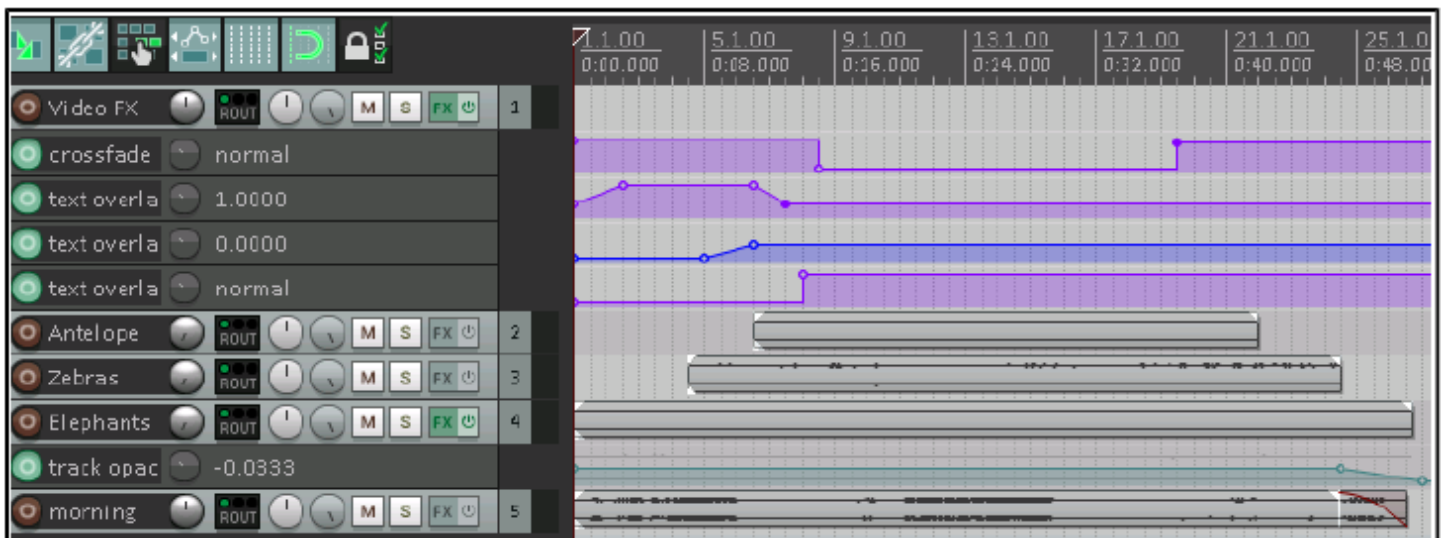 1.1.00 5.1.00 9.1.00 13.1.00 17.1.00 21.1.00 25.1.0
0:00.000 0:08.000 0:16.000 0:24.000 0:32.000 0:40.000 0:48.00
Video FX ROUT M S FX 1
crossfade normal
text overla 1.0000
text overla 0.0000
text overla normal
Antelope ROUT M S FX 2
Zebras ROUT M S FX 3
Elephants ROUT M S FX 4
track opac -0.0333
morning ROUT M S FX 5